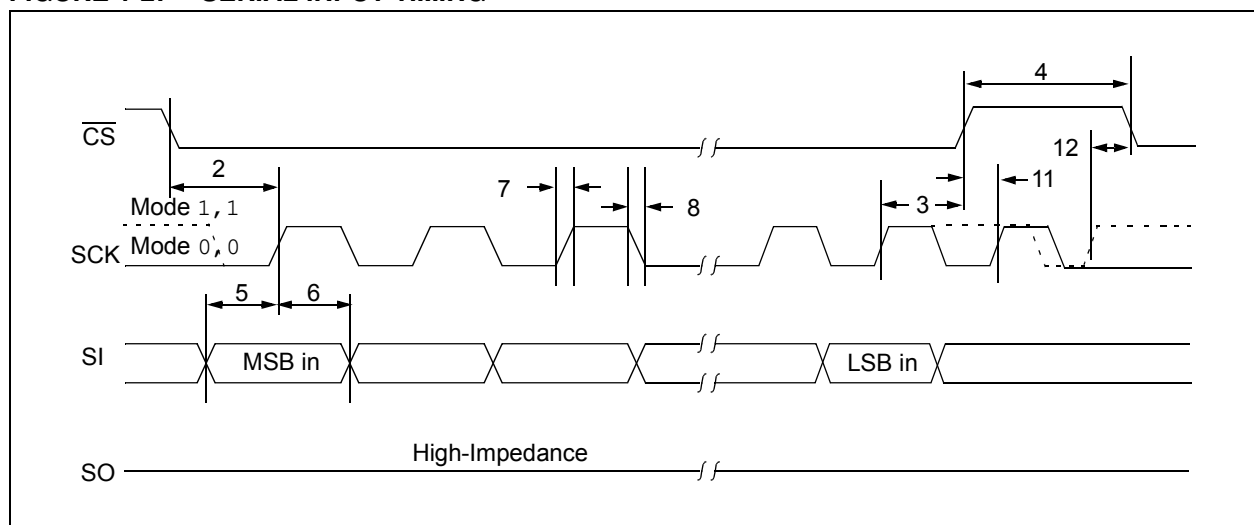 FIGURE 1-2: SERIAL INPUT TIMING
4
CS
12
2
7
11
Mode 1,1
8
3
Mode 0,0
SCK
5
6
SI
MSB in
LSB in
High-Impedance
SO